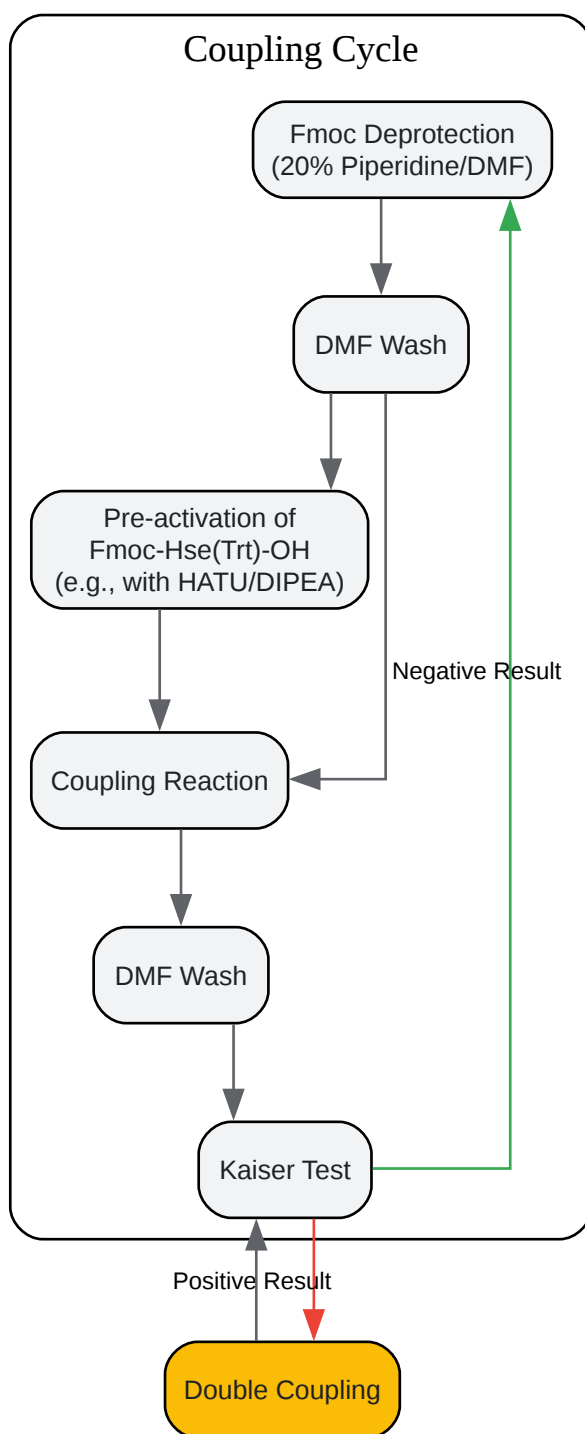 Coupling Cycle
Fmoc Deprotection
(20% Piperidine/DMF)
DMF Wash
Pre-activation of
Fmoc-Hse(Trt)-OH
(e.g., with HATU/DIPEA)
Negative Result
Coupling Reaction
DMF Wash
Kaiser Test
Positive Result
Double Coupling